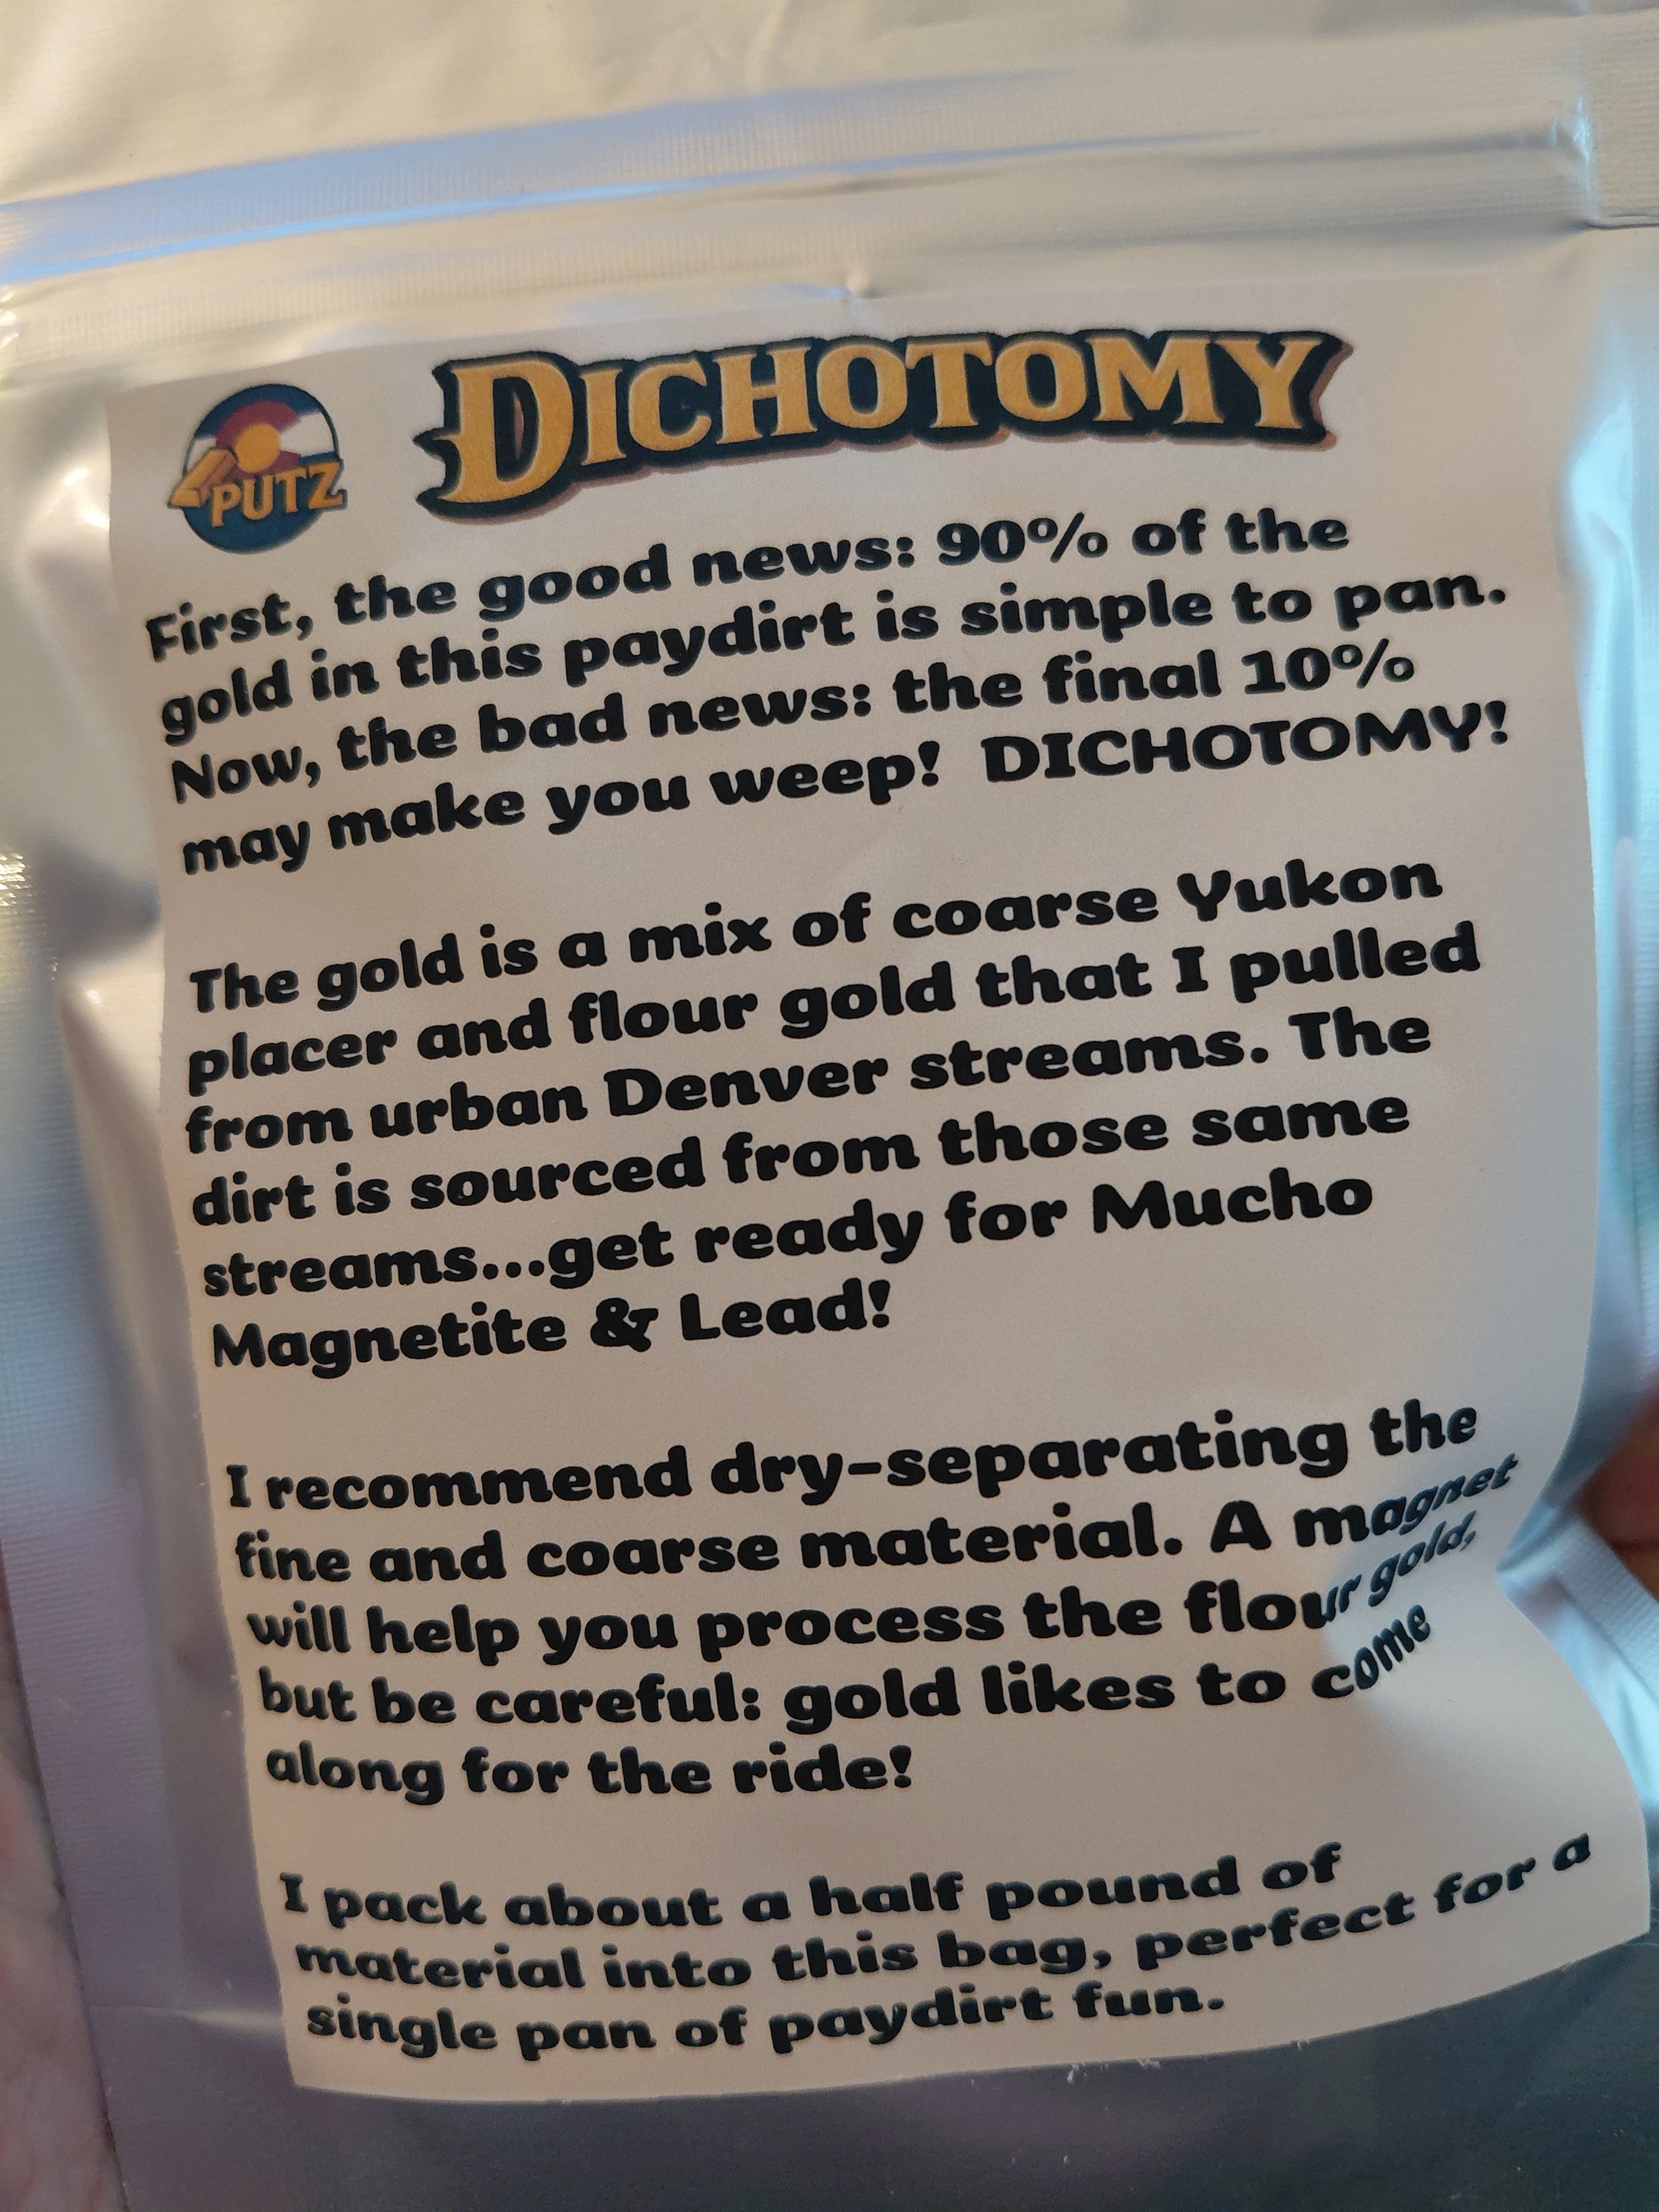 PUTZ
DICHOTOMY
First, the good news: 90% of the
gold in this paydirt is simple to pan.
Now, the bad news: the final 10%
may make you weep! DICHOTOMY!
The gold is a mix of coarse Yukon
placer and flour gold that I pulled
from urban Denver streams. The
dirt is sourced from those same
streams...get ready for Mucho
Magnetite & Lead!
I recommend dry-separating the
fine and coarse material. A magnet
will help you process the flour gold,
but be careful: gold likes to come
along for the ride!
I pack about a half pound of
material into this bag, perfect for a
single pan of paydirt fun.